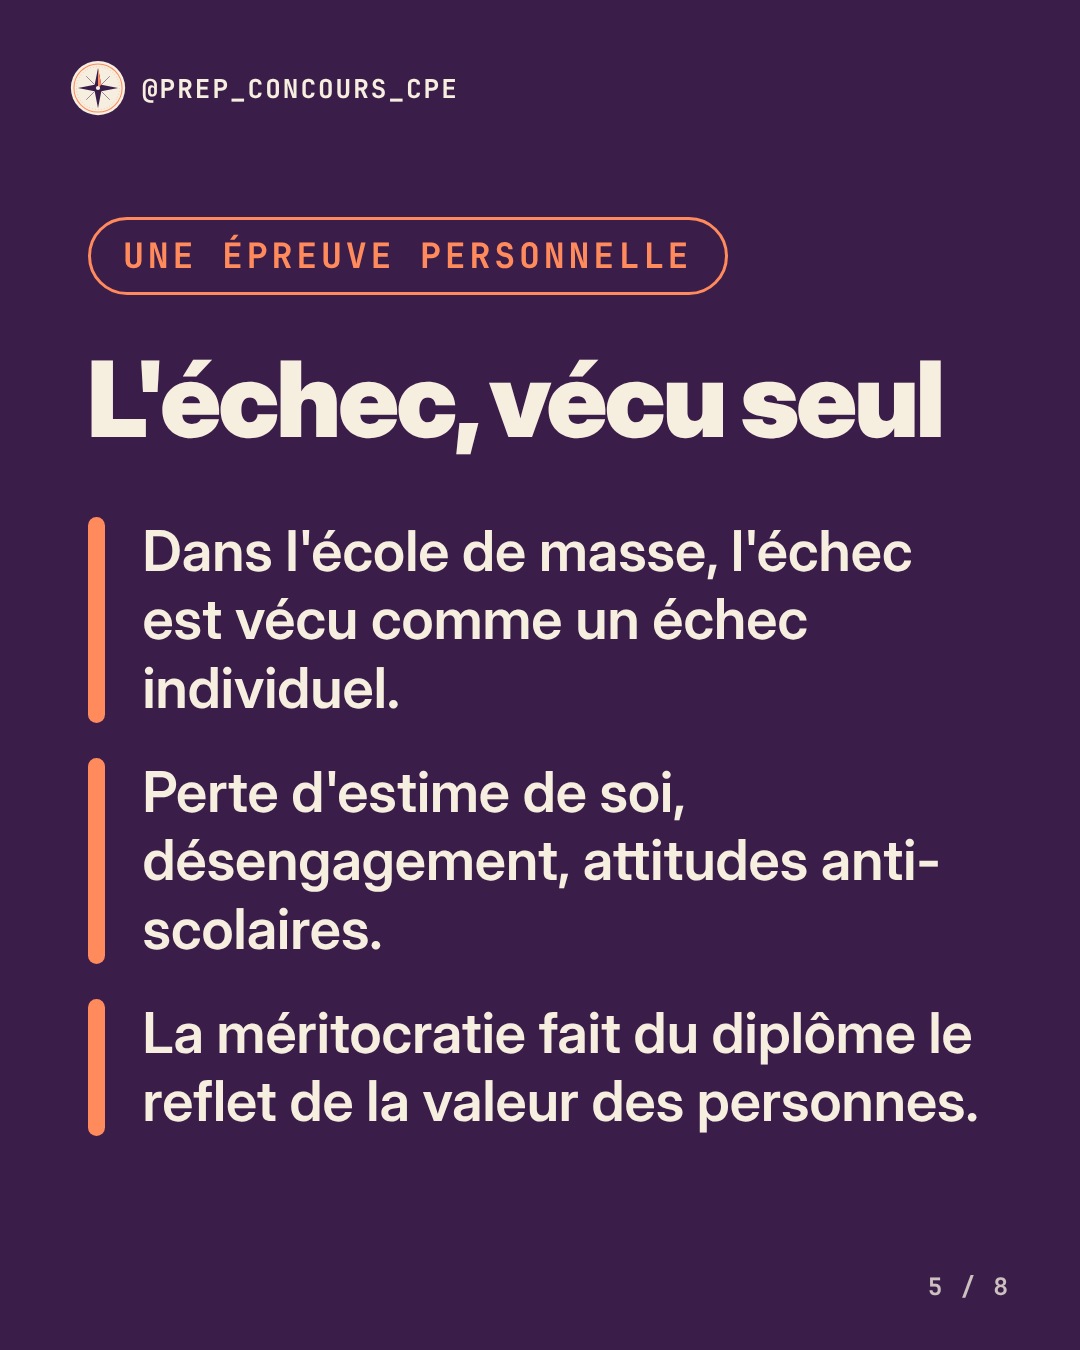 @PREP_CONCOURS_CPE
UNE ÉPREUVE PERSONNELLE
L'échec, vécu seul
Dans l'école de masse, l'échec
est vécu comme un échec
individuel.
Perte d'estime de soi,
désengagement, attitudes anti-
scolaires.
La méritocratie fait du diplôme le
reflet de la valeur des personnes.
5 / 8